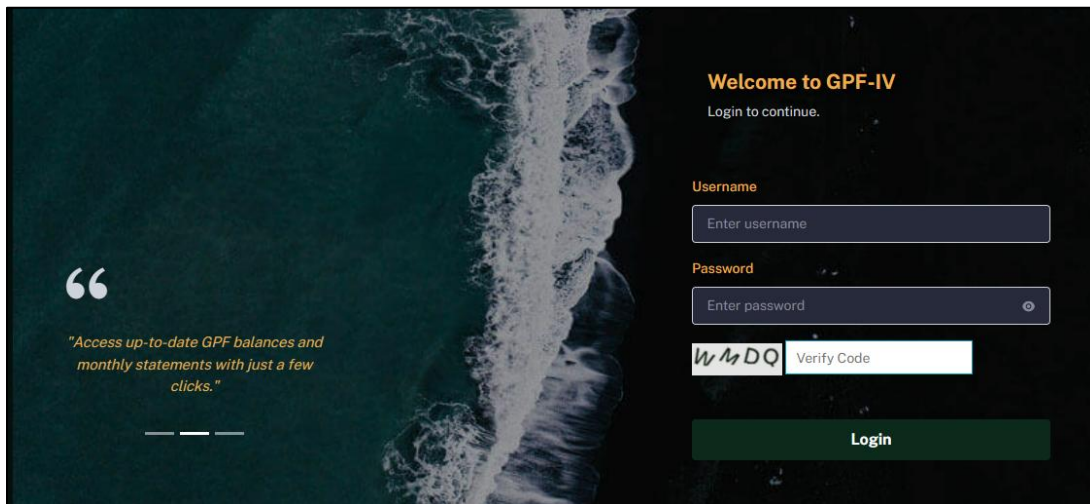 Welcome to GPF-IV
Login to continue.
Username
Enter username
Password
Enter password
WMDQ
Verify Code
Login
“
"Access up-to-date GPF balances and
monthly statements with just a few
clicks."